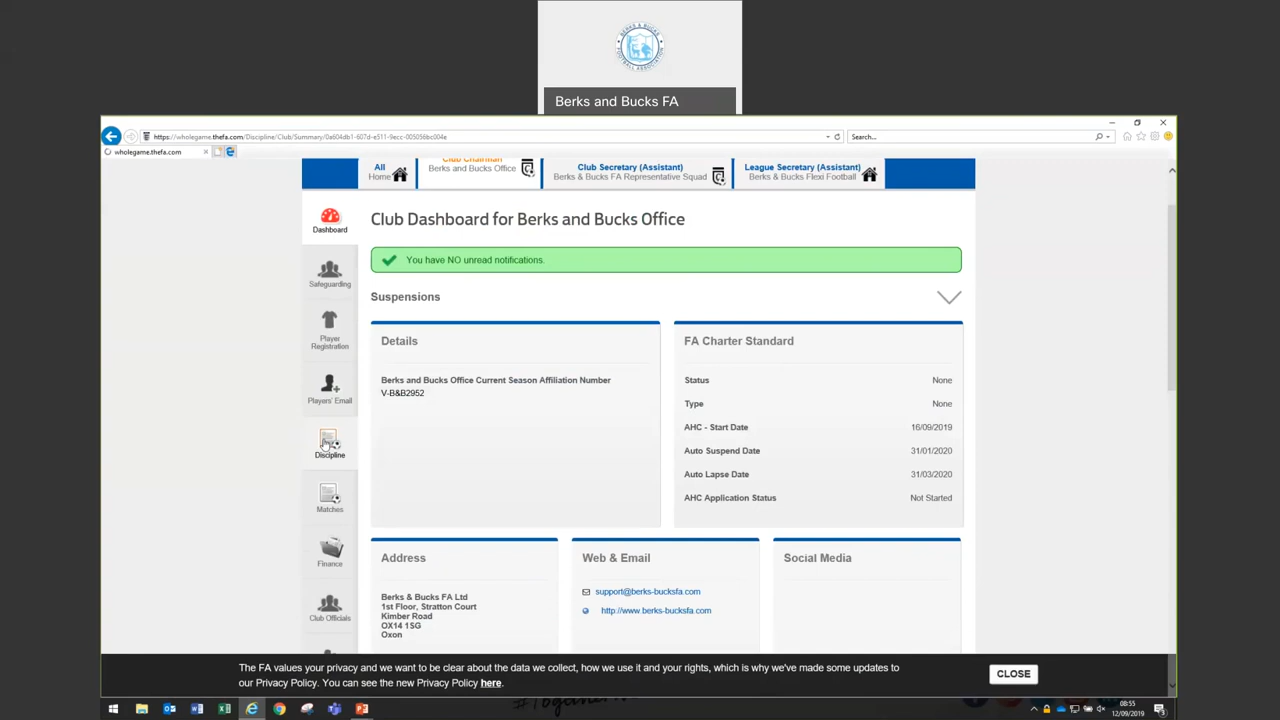 BERKS & BUCKS
FOOTBALL ASSOCIATION
Berks and Bucks FA
https://wholegame.thefa.com/Discipline/Club/Summary/0a604db1-607d-e511-9ecc-005056bc004e
Search...
wholegame.thefa.com
All
Home
Club Chairman
Berks and Bucks Office
Club Secretary (Assistant)
Berks & Bucks FA Representative Squad
League Secretary (Assistant)
Berks & Bucks Flexi Football
Dashboard
Safeguarding
Player
Registration
Players' Email
Discipline
Matches
Finance
Club Officials
Club Dashboard for Berks and Bucks Office
You have NO unread notifications.
Suspensions
Details
Berks and Bucks Office Current Season Affiliation Number
V-B&B2952
FA Charter Standard
Status None
Type None
AHC - Start Date 16/09/2019
Auto Suspend Date 31/01/2020
Auto Lapse Date 31/03/2020
AHC Application Status Not Started
Address
Berks & Bucks FA Ltd
1st Floor, Stratton Court
Kimber Road
OX14 1SG
Oxon
Web & Email
support@berks-bucksfa.com
http://www.berks-bucksfa.com
Social Media
The FA values your privacy and we want to be clear about the data we collect, how we use it and your rights, which is why we've made some updates to
our Privacy Policy. You can see the new Privacy Policy here.
CLOSE
08:55
12/09/2019